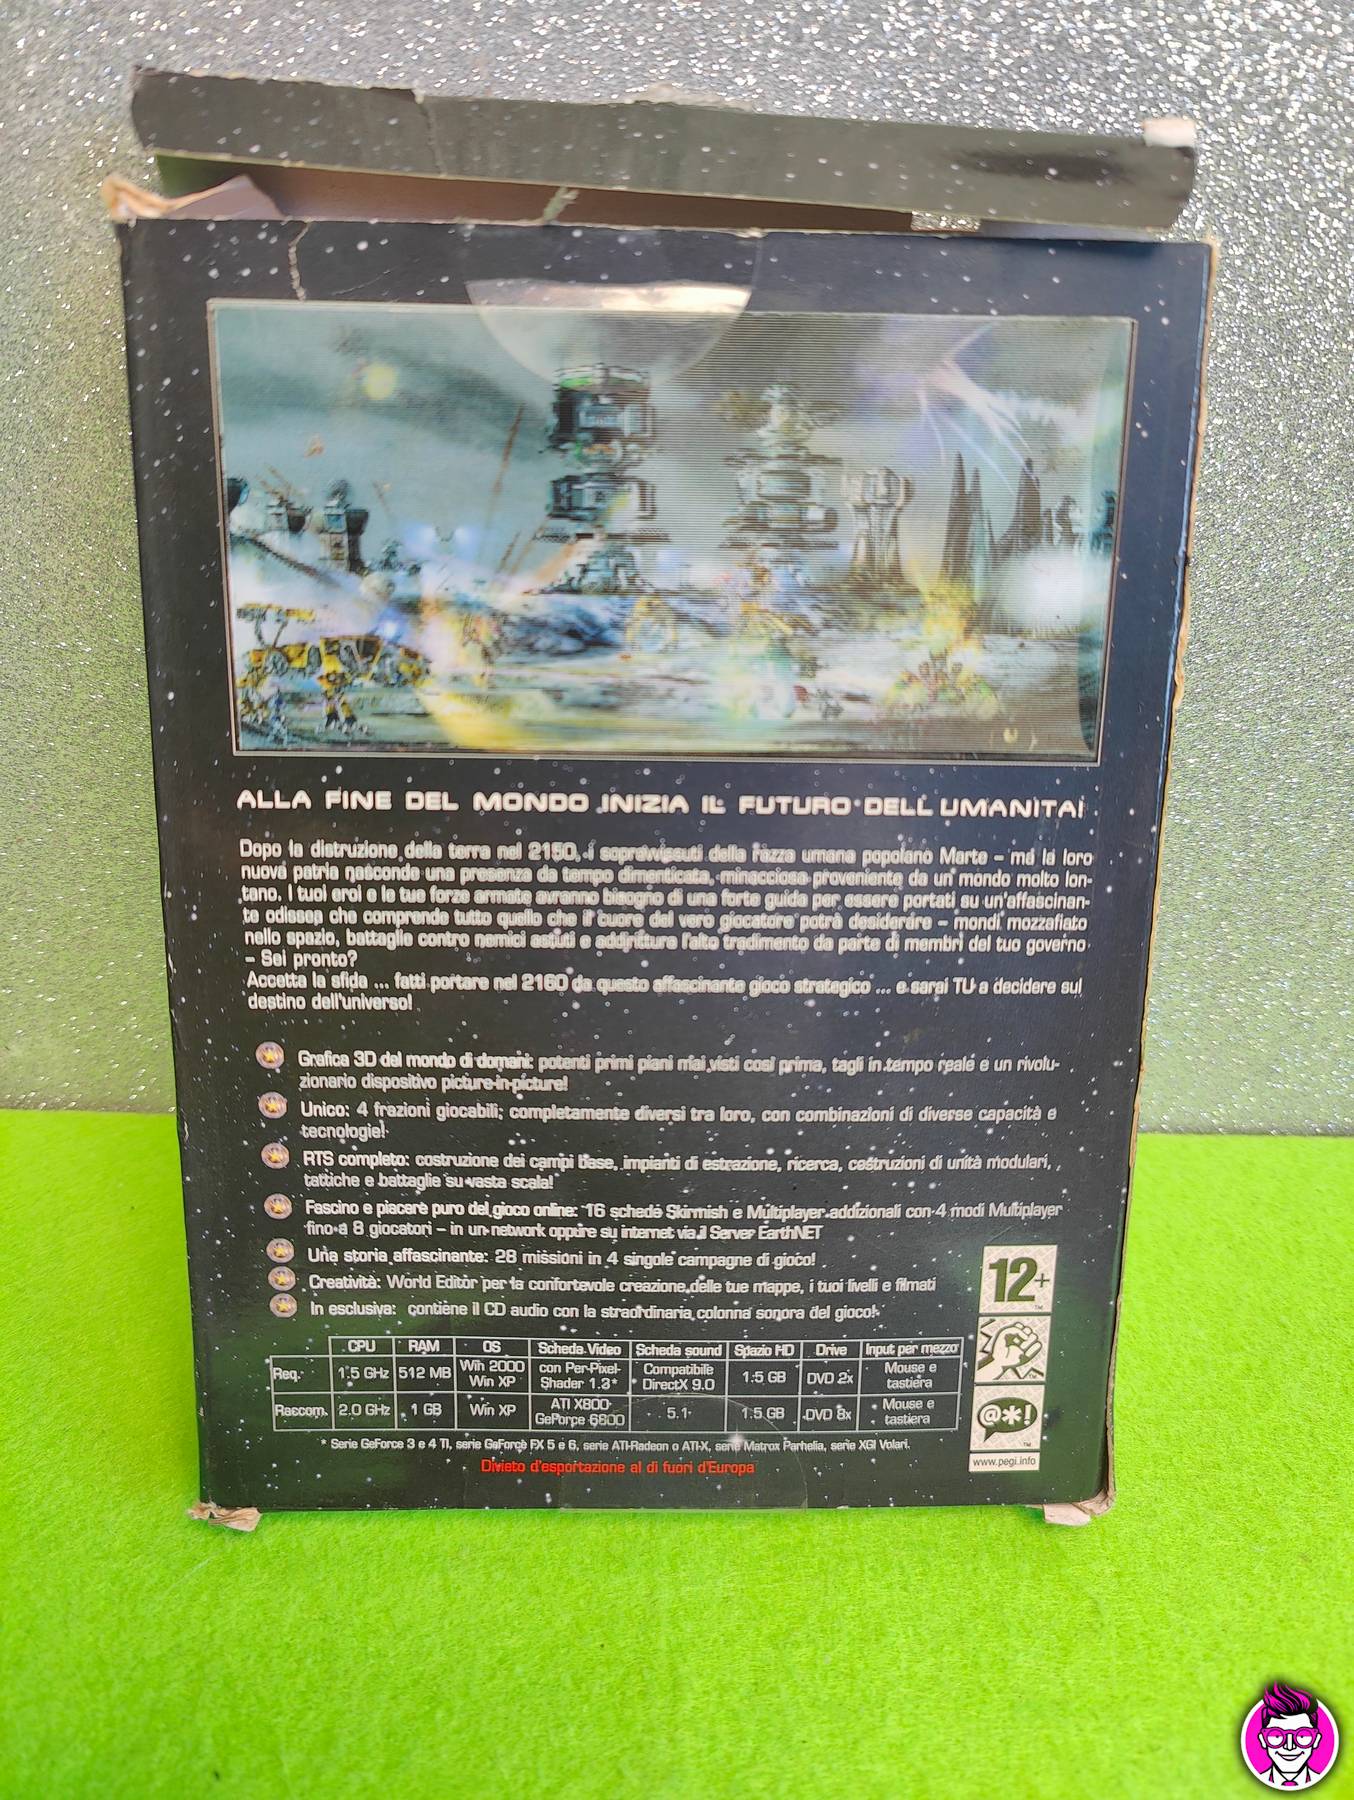 ALLA FINE DEL MONDO INIZIA IL FUTURO DELL UMANITA!
Dopo la distruzione della terra nel 2150, i sopravvissuti della razza umana popolano Marte – ma la loro
nuova patria nasconde una presenza da tempo dimenticata, minacciosa proveniente da un' mondo molto lon-
tano. I tuoi eroi e le tue forze armate avranno bisogno di una forte guida per essere portati su un'affascinan-
te odissea che comprende tutto quello che il cuore del vero giocatore potrà desiderare – mondi mozzafiato
nello spazio, battaglie contro nemici astuti e addirittura l'alto tradimento da parte di membri del tuo governo
– Sei pronto?
Accetta la sfida ... fatti portare nel 2160 da questo affascinante gioco strategico ... e sarai TU a decidere sul
destino dell'universo!
Grafica 3D del mondo di domani: potenti primi piani mai visti così prima, tagli in tempo reale e un rivolu-
zionario dispositivo picture-in-picture!
Unico: 4 frazioni giocabili; completamente diversi tra loro, con combinazioni di diverse capacità e
tecnologie!
RTS completo: costruzione dei campi base, impianti di estrazione, ricerca, costruzioni di unità modulari,
tattiche e battaglie su vasta scala!
Fascino e piacere puro del gioco online: 16 schede Skirmish e Multiplayer addizionali con 4 modi Multiplayer
fino a 8 giocatori – in un network oppure su internet via il Server EarthNET
Una storia affascinante: 28 missioni in 4 singole campagne di gioco!
Creatività: World Editor per la confortevole creazione delle tue mappe, i tuoi livelli e filmati
In esclusiva: contiene il CD audio con la straordinaria colonna sonora del gioco!
CPU RAM OS Scheda Video Scheda sound Spazio HD Drive Input per mezzo
Req. 1.5 GHz 512 MB Win 2000 Win XP con Per-Pixel-Shader 1.3* Compatibile DirectX 9.0 1.5 GB DVD 2x Mouse e tastiera
Raccom. 2.0 GHz 1 GB Win XP ATI X800 GeForce 6800 5.1 1.5 GB DVD 8x Mouse e tastiera
* Serie GeForce 3 e 4 TI, serie GeForce FX 5 e 6, serie ATI-Radeon o ATI-X, serie Matrox Parhelia, serie XGI Volari.
Divieto d'esportazione al di fuori d'Europa
12+
TM
TM
@*!
TM
www.pegi.info